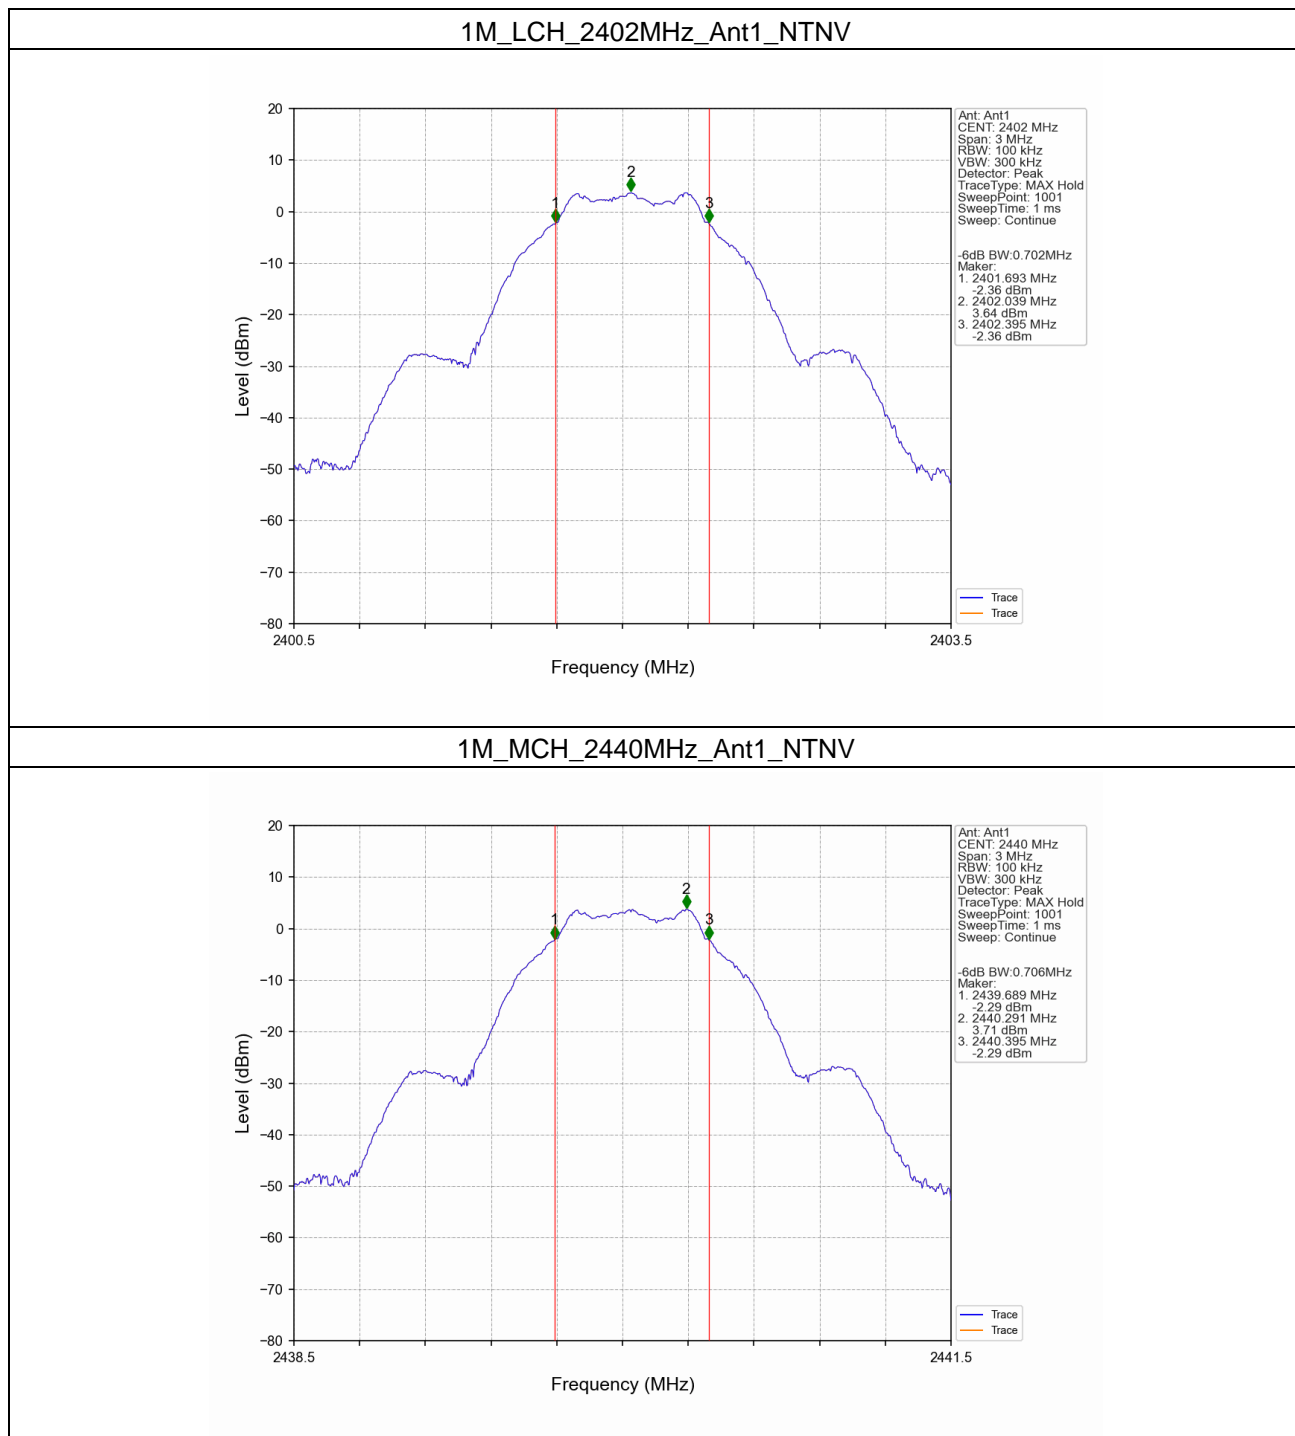 1M_LCH_2402MHz_Ant1_NTNV
20
10
0
−10
−20
−30
−40
−50
−60
−70
−80
Level (dBm)
2400.5
2403.5
Frequency (MHz)
1
2
3
Ant: Ant1
CENT: 2402 MHz
Span: 3 MHz
RBW: 100 kHz
VBW: 300 kHz
Detector: Peak
TraceType: MAX Hold
SweepPoint: 1001
SweepTime: 1 ms
Sweep: Continue
-6dB BW:0.702MHz
Maker:
1. 2401.693 MHz
-2.36 dBm
2. 2402.039 MHz
3.64 dBm
3. 2402.395 MHz
-2.36 dBm
Trace
Trace
1M_MCH_2440MHz_Ant1_NTNV
20
10
0
−10
−20
−30
−40
−50
−60
−70
−80
Level (dBm)
2438.5
2441.5
Frequency (MHz)
1
2
3
Ant: Ant1
CENT: 2440 MHz
Span: 3 MHz
RBW: 100 kHz
VBW: 300 kHz
Detector: Peak
TraceType: MAX Hold
SweepPoint: 1001
SweepTime: 1 ms
Sweep: Continue
-6dB BW:0.706MHz
Maker:
1. 2439.689 MHz
-2.29 dBm
2. 2440.291 MHz
3.71 dBm
3. 2440.395 MHz
-2.29 dBm
Trace
Trace